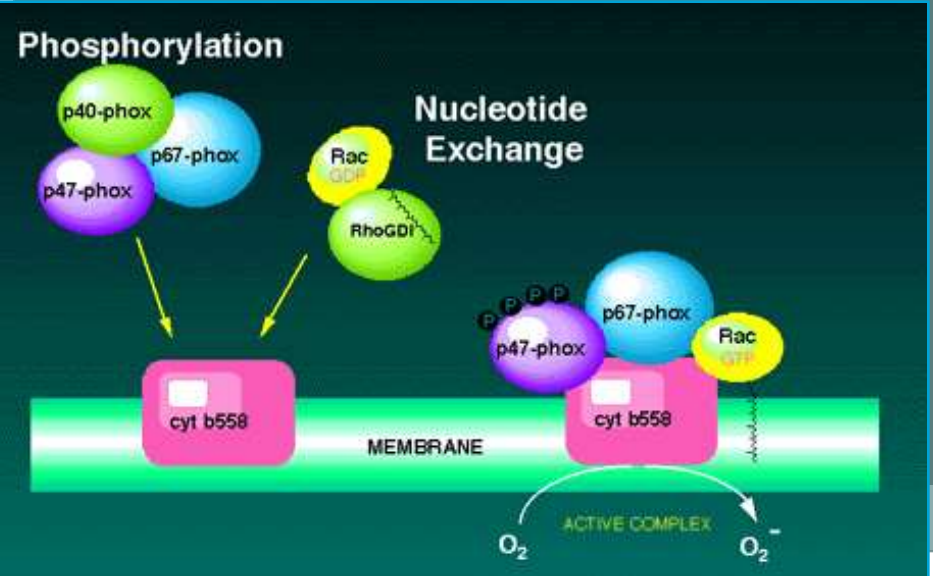 Phosphorylation
p40-phox
p67-phox
p47-phox
Nucleotide
Exchange
Rac
GDP
RhoGDI
cyt b558
MEMBRANE
P P P P
p47-phox
p67-phox
Rac
GTP
cyt b558
ACTIVE COMPLEX
O₂
O₂⁻